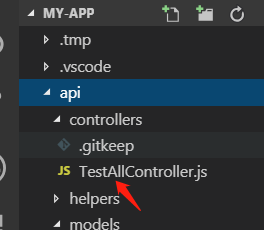 MY-APP
.tmp
.vscode
api
controllers
.gitkeep
JS TestAllController.js
helpers
models